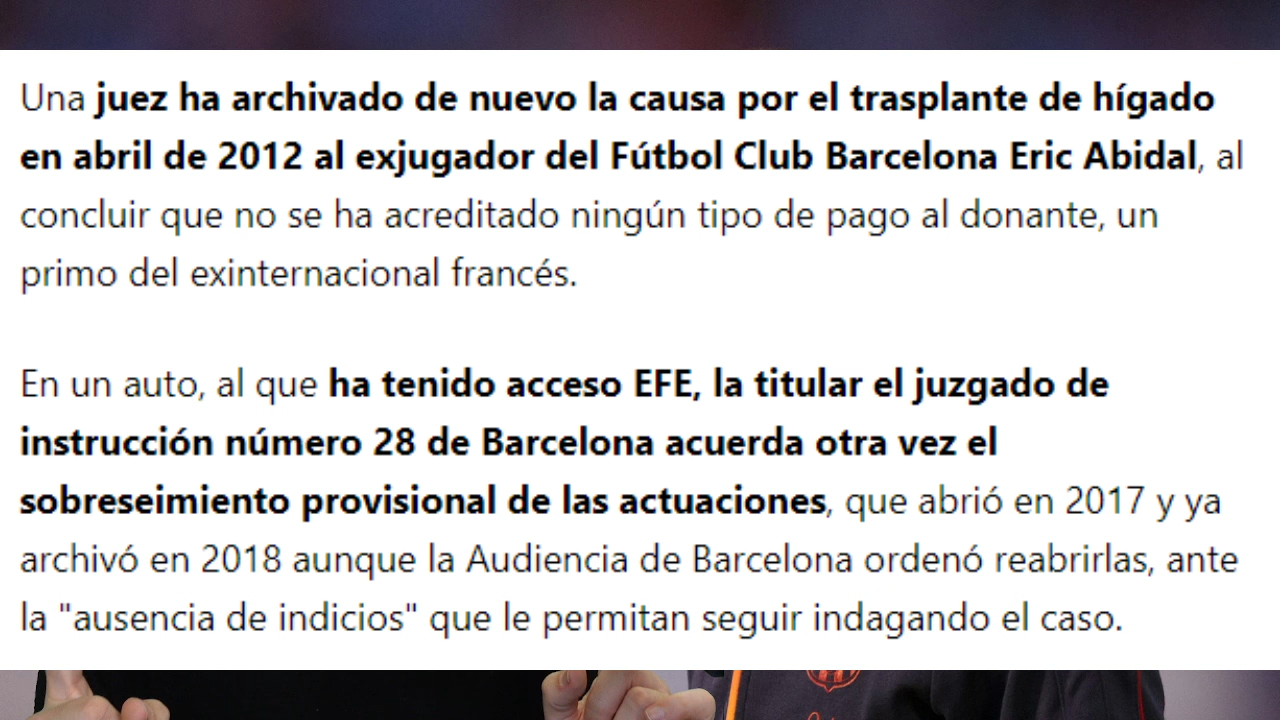 Una juez ha archivado de nuevo la causa por el trasplante de hígado
en abril de 2012 al exjugador del Fútbol Club Barcelona Eric Abidal, al
concluir que no se ha acreditado ningún tipo de pago al donante, un
primo del exinternacional francés.
En un auto, al que ha tenido acceso EFE, la titular el juzgado de
instrucción número 28 de Barcelona acuerda otra vez el
sobreseimiento provisional de las actuaciones, que abrió en 2017 y ya
archivó en 2018 aunque la Audiencia de Barcelona ordenó reabrirlas, ante
la "ausencia de indicios" que le permitan seguir indagando el caso.